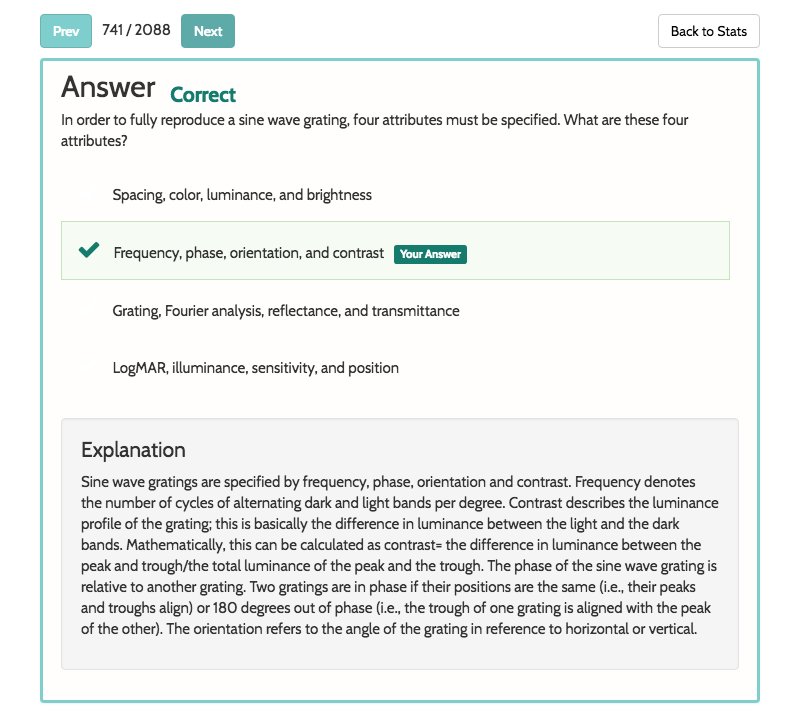 Prev 741 / 2088 Next Back to Stats
Answer Correct
In order to fully reproduce a sine wave grating, four attributes must be specified. What are these four
attributes?
Spacing, color, luminance, and brightness
Frequency, phase, orientation, and contrast Your Answer
Grating, Fourier analysis, reflectance, and transmittance
LogMAR, illuminance, sensitivity, and position
Explanation
Sine wave gratings are specified by frequency, phase, orientation and contrast. Frequency denotes
the number of cycles of alternating dark and light bands per degree. Contrast describes the luminance
profile of the grating; this is basically the difference in luminance between the light and the dark
bands. Mathematically, this can be calculated as contrast= the difference in luminance between the
peak and trough/the total luminance of the peak and the trough. The phase of the sine wave grating is
relative to another grating. Two gratings are in phase if their positions are the same (i.e., their peaks
and troughs align) or 180 degrees out of phase (i.e., the trough of one grating is aligned with the peak
of the other). The orientation refers to the angle of the grating in reference to horizontal or vertical.